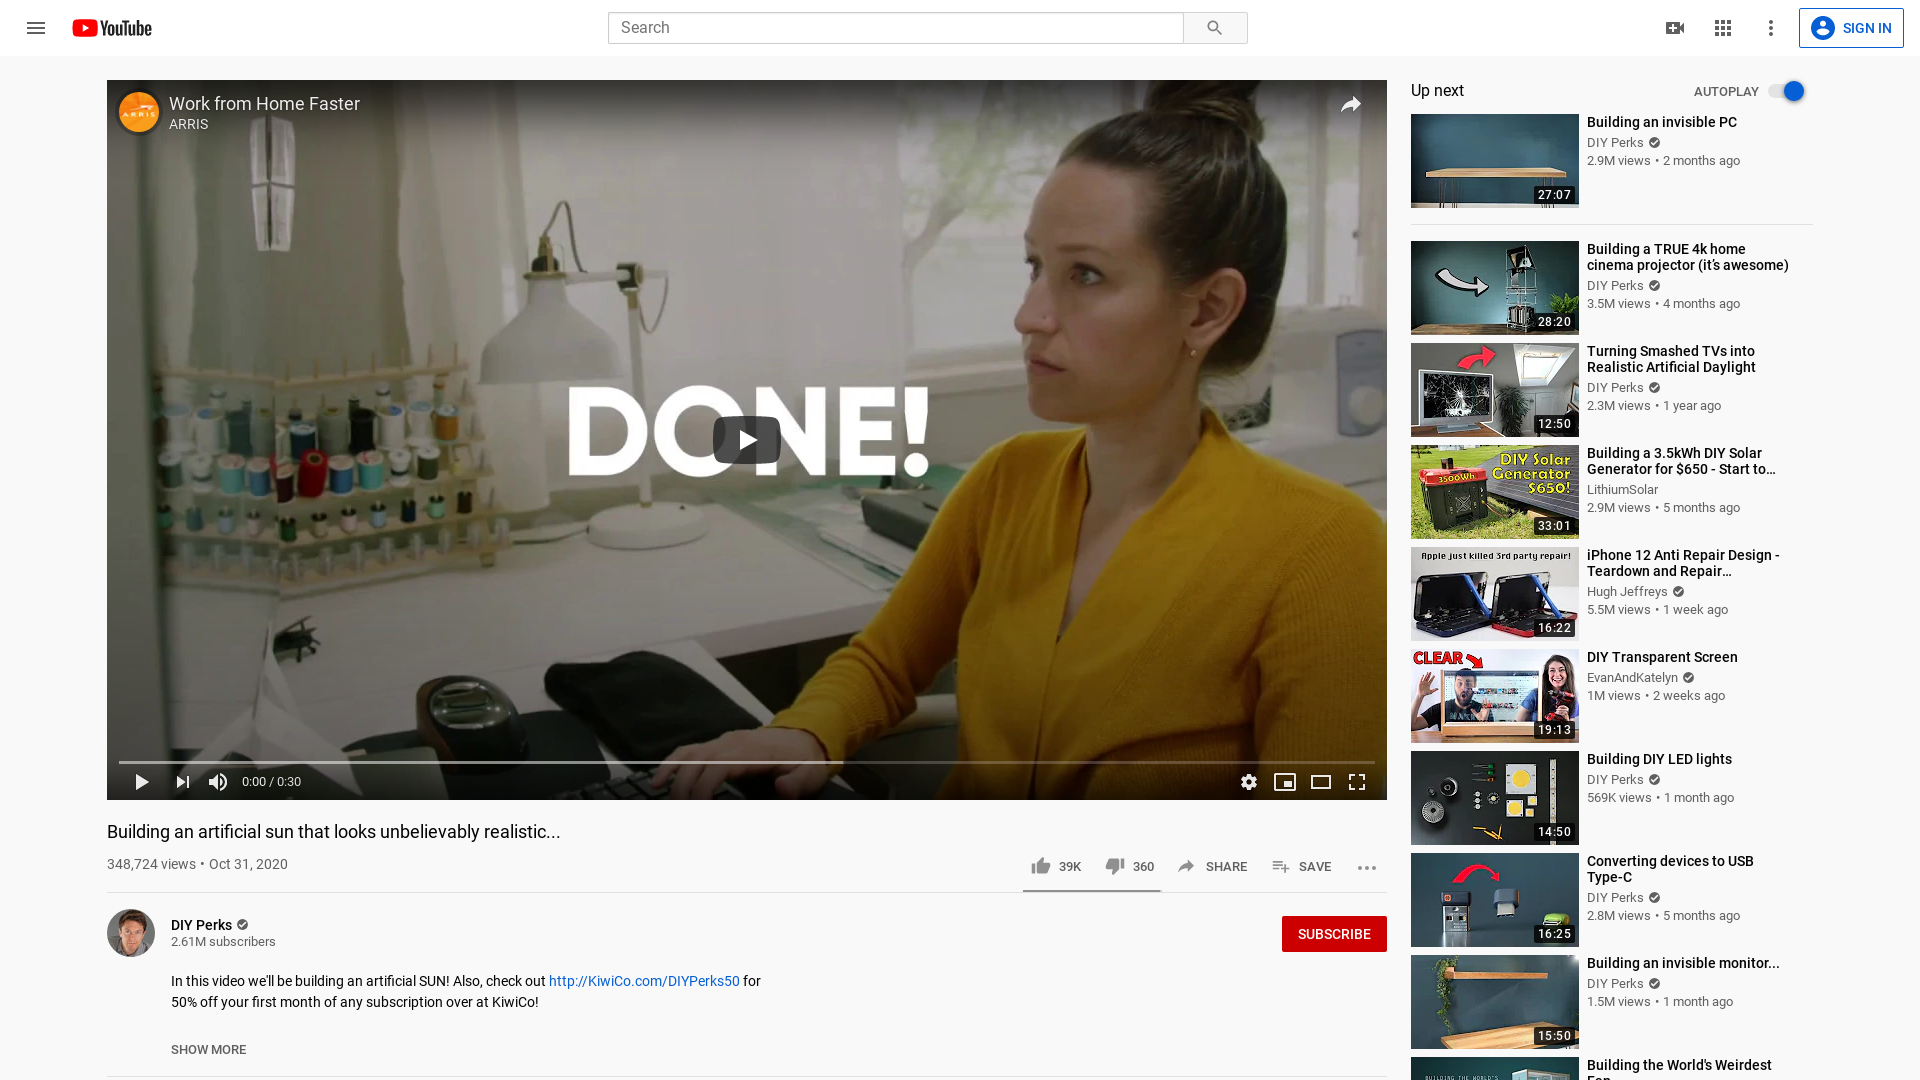 YouTube
Search
SIGN IN
Work from Home Faster
ARRIS
ARRIS
DONE!
0:00 / 0:30
Building an artificial sun that looks unbelievably realistic...
348,724 views • Oct 31, 2020
39K
360
SHARE
SAVE
DIY Perks
2.61M subscribers
SUBSCRIBE
In this video we'll be building an artificial SUN! Also, check out http://KiwiCo.com/DIYPerks50 for
50% off your first month of any subscription over at KiwiCo!
SHOW MORE
Up next
AUTOPLAY
27:07
Building an invisible PC
DIY Perks
2.9M views • 2 months ago
28:20
Building a TRUE 4k home
cinema projector (it’s awesome)
DIY Perks
3.5M views • 4 months ago
12:50
Turning Smashed TVs into
Realistic Artificial Daylight
DIY Perks
2.3M views • 1 year ago
DIY Solar
Generator
$650!
3500Wh
33:01
Building a 3.5kWh DIY Solar
Generator for $650 - Start to…
LithiumSolar
2.9M views • 5 months ago
Apple just killed 3rd party repair!
16:22
iPhone 12 Anti Repair Design -
Teardown and Repair…
Hugh Jeffreys
5.5M views • 1 week ago
CLEAR
19:13
DIY Transparent Screen
EvanAndKatelyn
1M views • 2 weeks ago
14:50
Building DIY LED lights
DIY Perks
569K views • 1 month ago
16:25
Converting devices to USB
Type-C
DIY Perks
2.8M views • 5 months ago
15:50
Building an invisible monitor...
DIY Perks
1.5M views • 1 month ago
BUILDING THE WORLD'S
Building the World's Weirdest